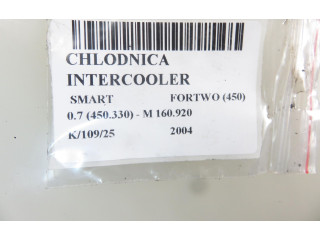 CHLODNICA
INTERCOOLER
SMART FORTWO (450)
0.7 (450.330) - M 160.920
K/109/25 2004